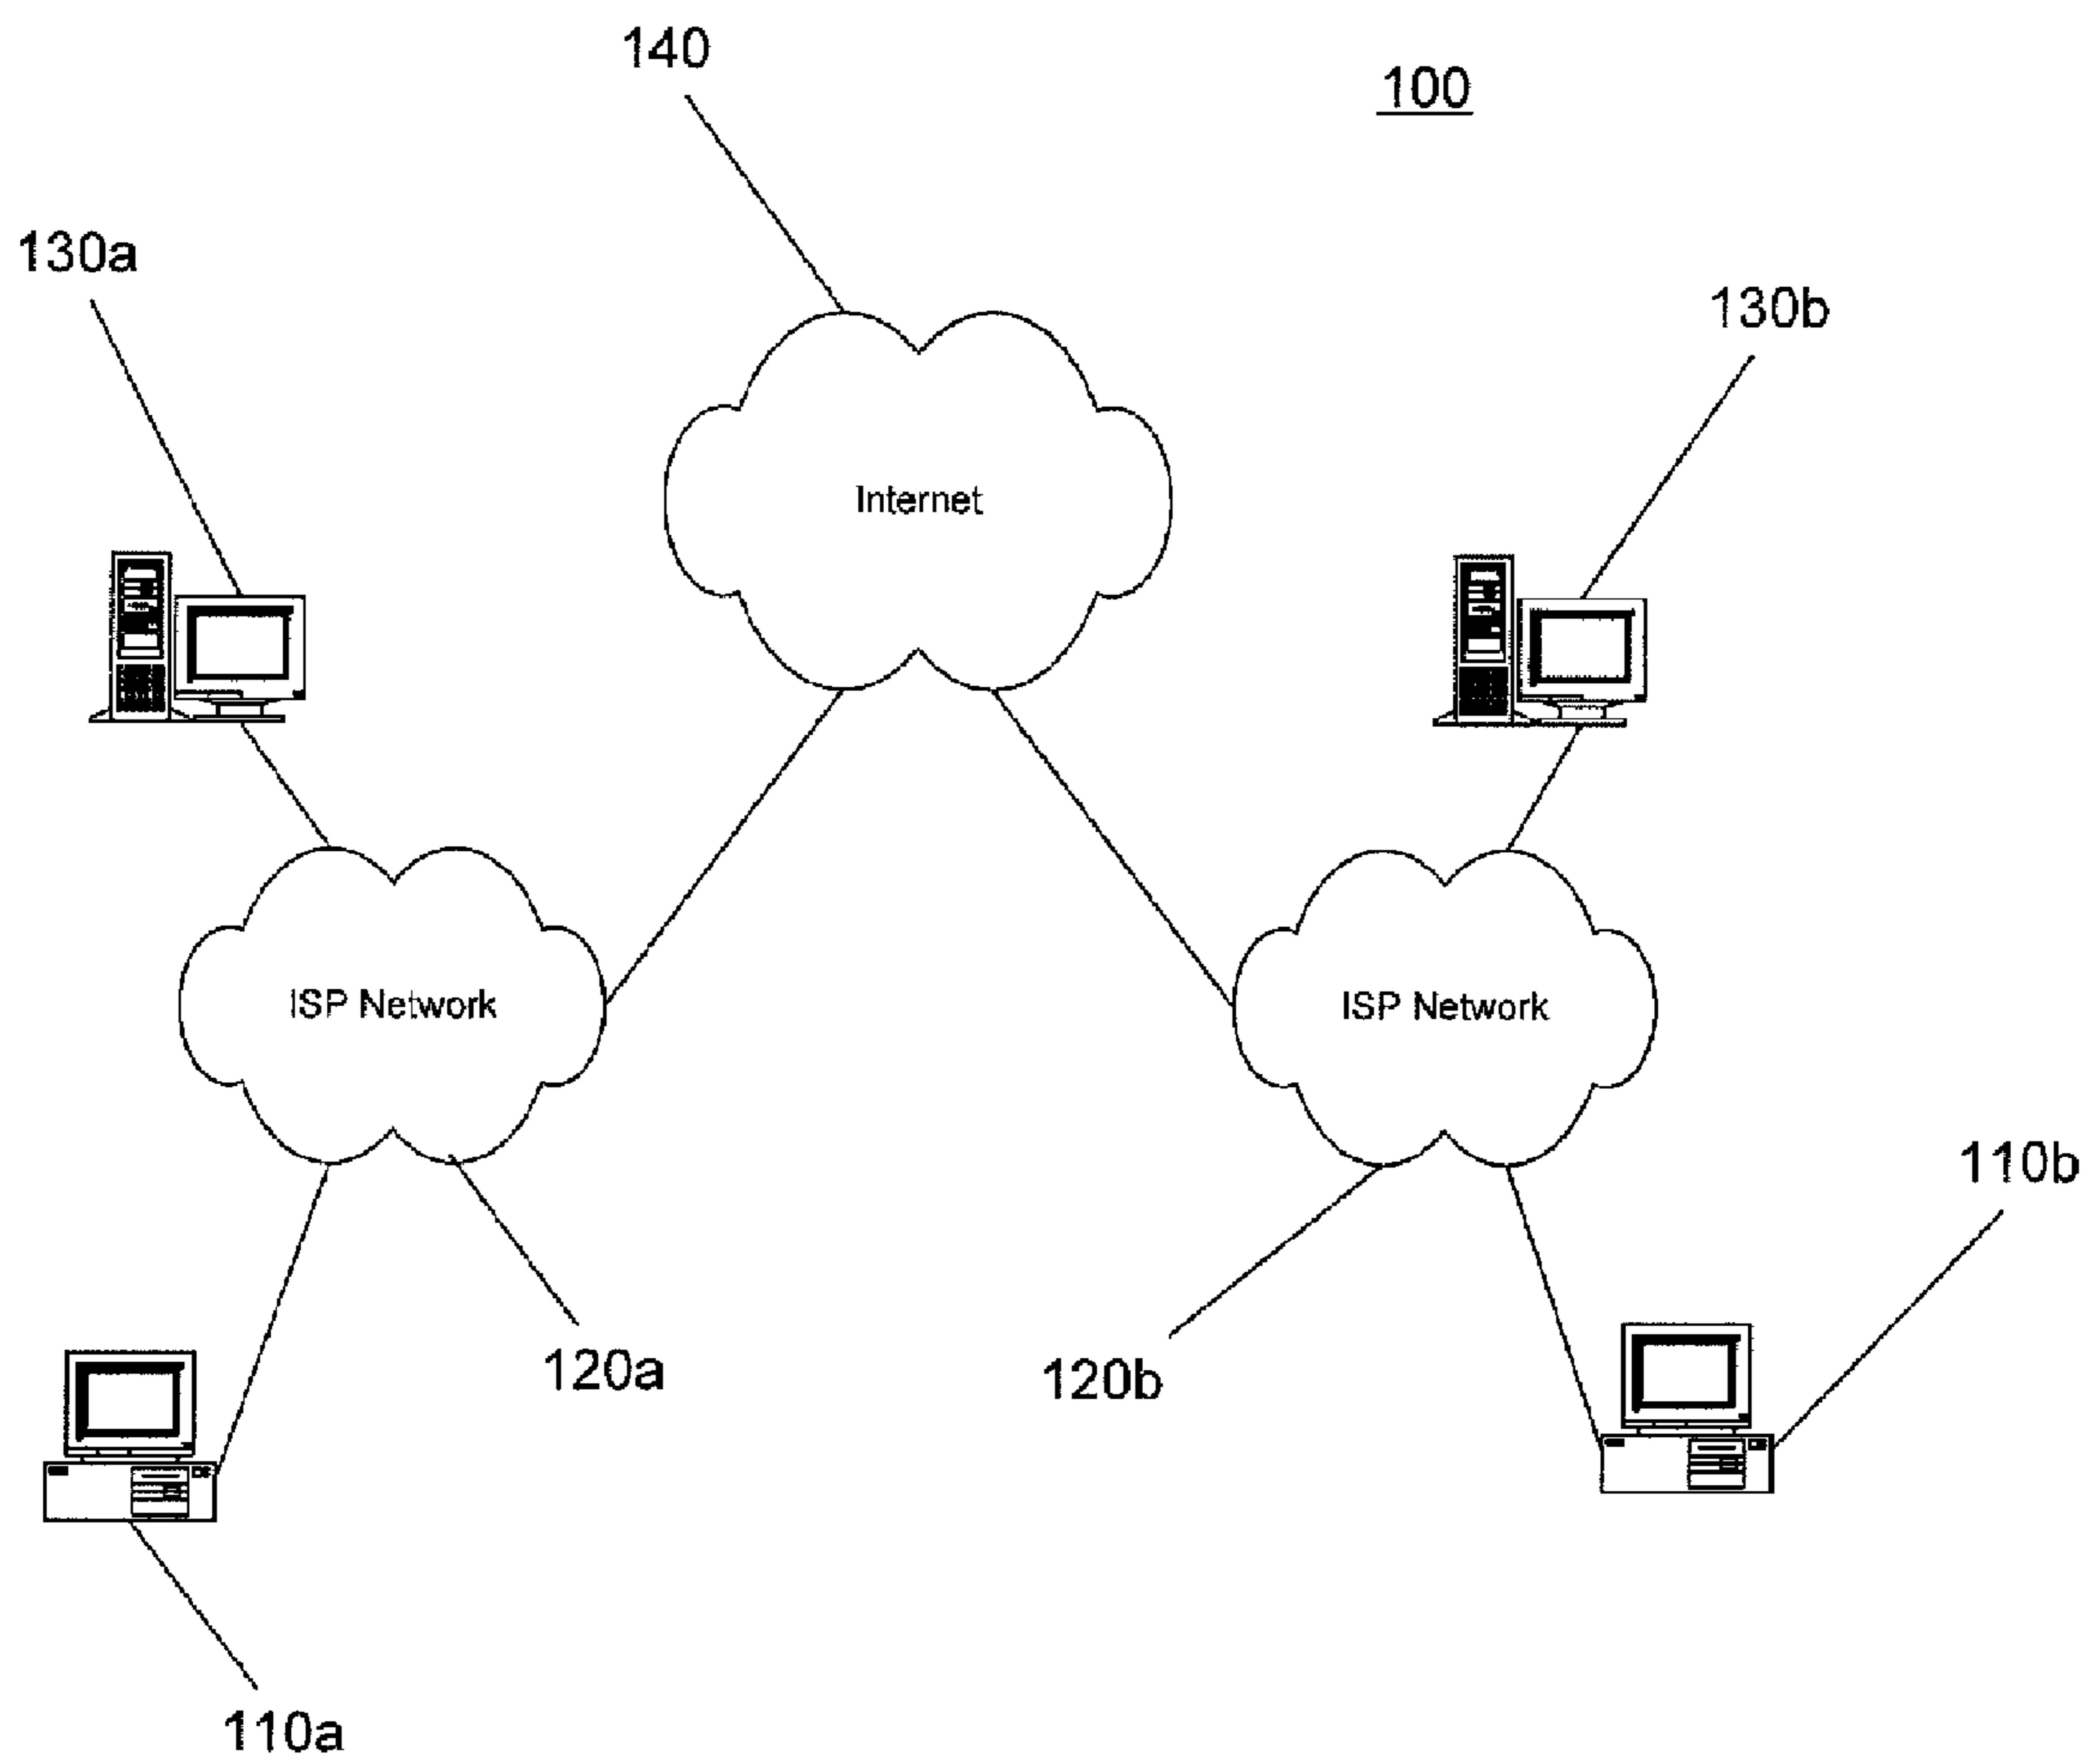 140
100
130a
130b
Internet
ISP Network
ISP Network
110b
120a
120b
110a